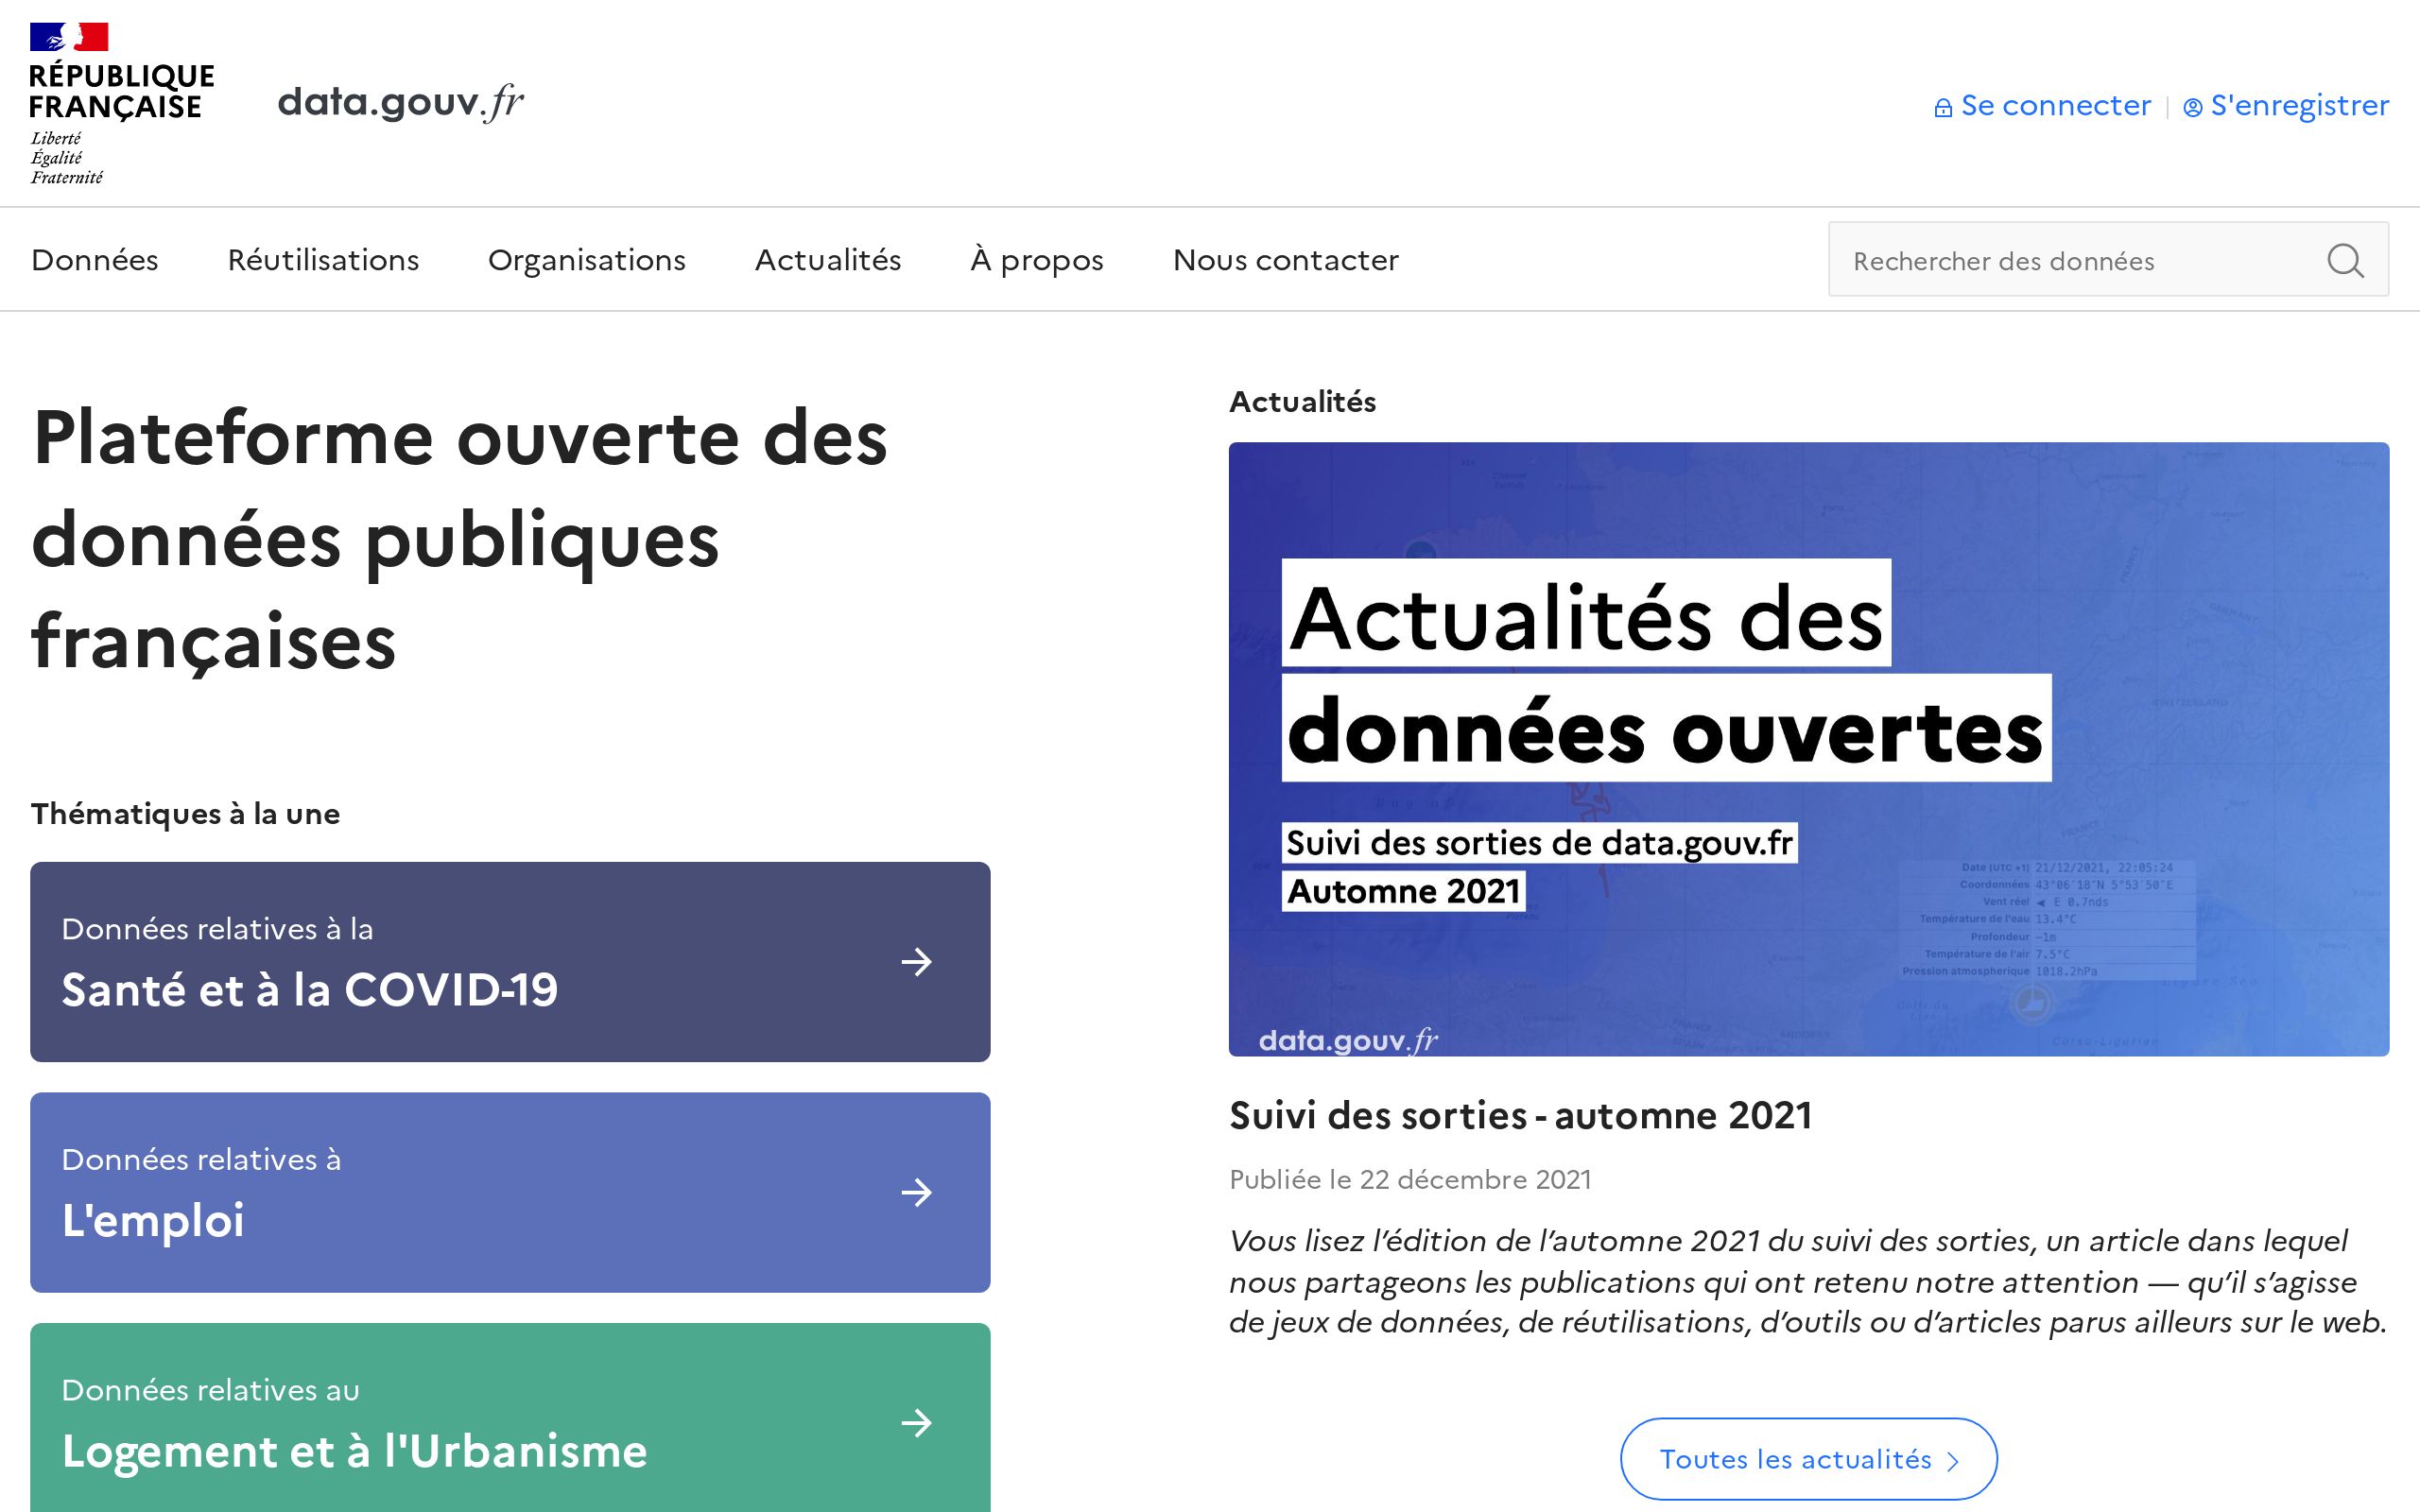 RÉPUBLIQUE
FRANÇAISE
Liberté
Égalité
Fraternité
data.gouv.fr
Se connecter
S'enregistrer
Données
Réutilisations
Organisations
Actualités
À propos
Nous contacter
Rechercher des données
Plateforme ouverte des
données publiques
françaises
Thématiques à la une
Données relatives à la
Santé et à la COVID-19
Données relatives à
L'emploi
Données relatives au
Logement et à l'Urbanisme
Actualités
Actualités des
données ouvertes
Suivi des sorties de data.gouv.fr
Automne 2021
Date (UTC +1) 21/12/2021, 22:05:24
Coordonnées 43°06'18"N 5°53'50"E
Vent réel E 0.7nds
Température de l'eau 13.4°C
Profondeur −1m
Température de l'air 7.5°C
Pression atmospherique 1018.2hPa
data.gouv.fr
Suivi des sorties - automne 2021
Publiée le 22 décembre 2021
Vous lisez l’édition de l’automne 2021 du suivi des sorties, un article dans lequel
nous partageons les publications qui ont retenu notre attention — qu’il s’agisse
de jeux de données, de réutilisations, d’outils ou d’articles parus ailleurs sur le web.
Toutes les actualités